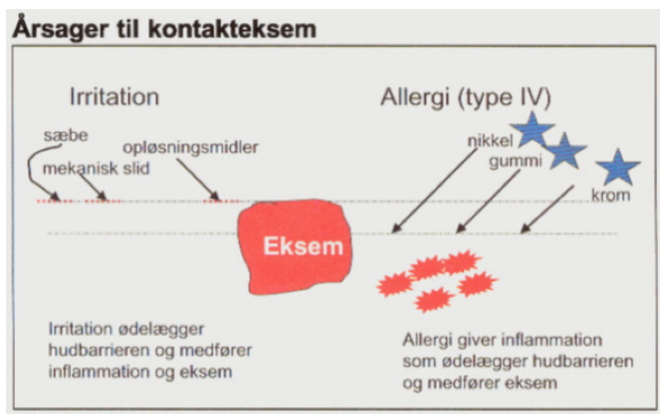 Årsager til kontakteksem
Irritation
Allergi (type IV)
sæbe
mekanisk slid
opløsningsmidler
nikkel
gummi
krom
Eksem
Irritation ødelægger
hudbarrieren og medfører
inflammation og eksem
Allergi giver inflammation
som ødelægger hudbarrieren
og medfører eksem